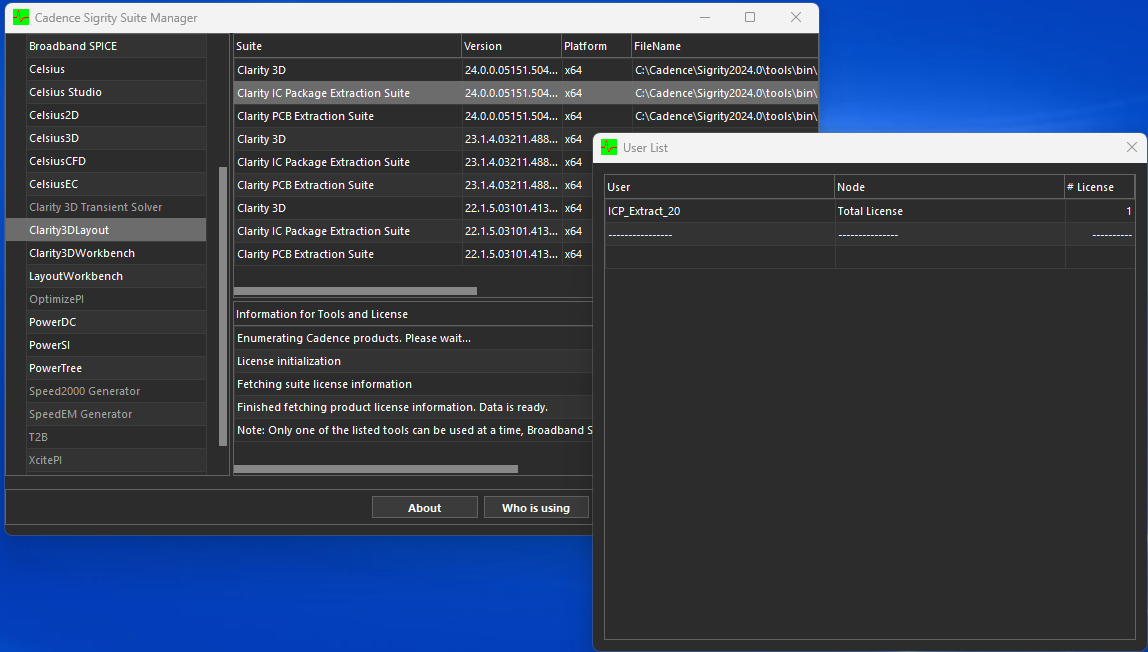 Cadence Sigrity Suite Manager
Broadband SPICE
Celsius
Celsius Studio
Celsius2D
Celsius3D
CelsiusCFD
CelsiusEC
Clarity 3D Transient Solver
Clarity3DLayout
Clarity3DWorkbench
LayoutWorkbench
OptimizePI
PowerDC
PowerSI
PowerTree
Speed2000 Generator
SpeedEM Generator
T2B
XcitePI
Suite Version Platform FileName
Clarity 3D 24.0.0.05151.504... x64 C:\Cadence\Sigrity2024.0\tools\bin\
Clarity IC Package Extraction Suite 24.0.0.05151.504... x64 C:\Cadence\Sigrity2024.0\tools\bin\
Clarity PCB Extraction Suite 24.0.0.05151.504... x64 C:\Cadence\Sigrity2024.0\tools\bin\
Clarity 3D 23.1.4.03211.488... x64
Clarity IC Package Extraction Suite 23.1.4.03211.488... x64
Clarity PCB Extraction Suite 23.1.4.03211.488... x64
Clarity 3D 22.1.5.03101.413... x64
Clarity IC Package Extraction Suite 22.1.5.03101.413... x64
Clarity PCB Extraction Suite 22.1.5.03101.413... x64
Information for Tools and License
Enumerating Cadence products. Please wait...
License initialization
Fetching suite license information
Finished fetching product license information. Data is ready.
Note: Only one of the listed tools can be used at a time, Broadband S
About
Who is using
User List
User Node # License
ICP_Extract_20 Total License 1
---------------- --------------- ----------